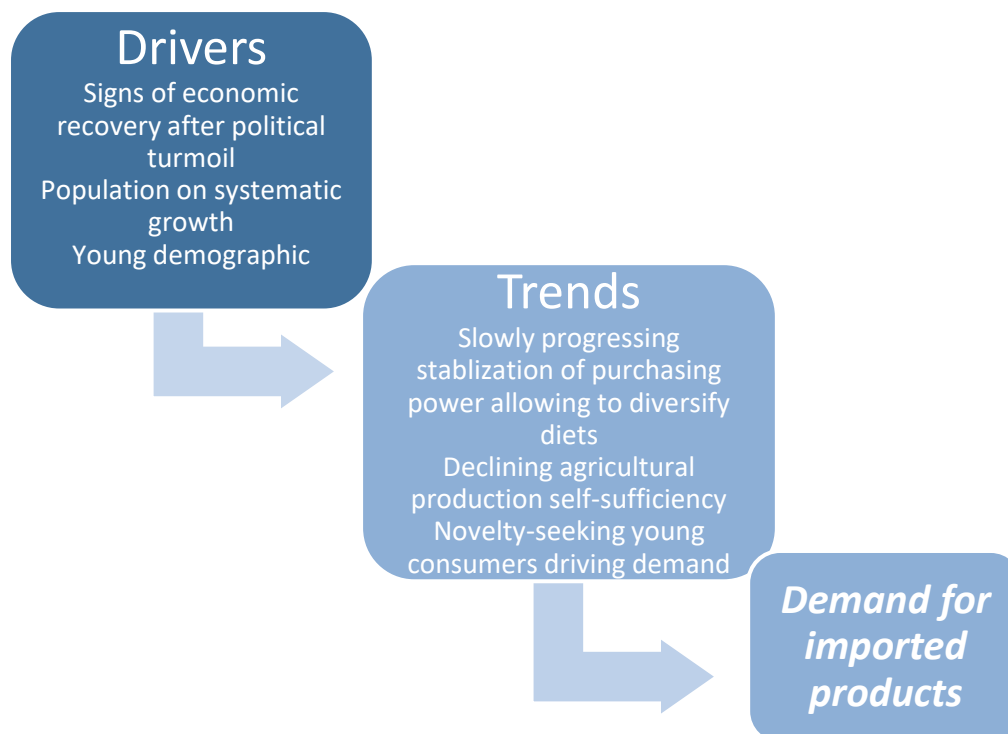 Drivers
Signs of economic
recovery after political
turmoil
Population on systematic
growth
Young demographic
Trends
Slowly progressing
stablization of purchasing
power allowing to diversify
diets
Declining agricultural
production self-sufficiency
Novelty-seeking young
consumers driving demand
Demand for
imported
products